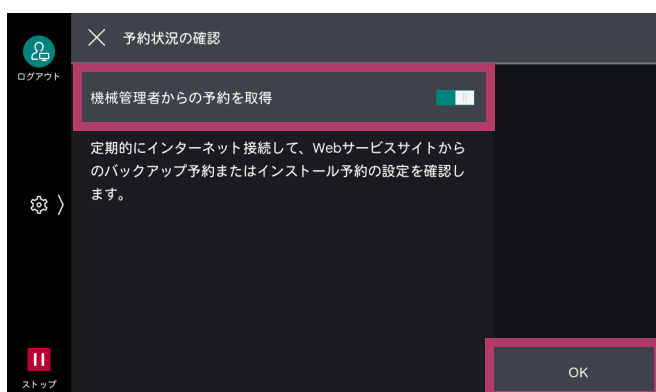 予約状況の確認
ログアウト
機械管理者からの予約を取得
定期的にインターネット接続して、Webサービスサイトから
のバックアップ予約またはインストール予約の設定を確認し
ます。
OK
ストップ